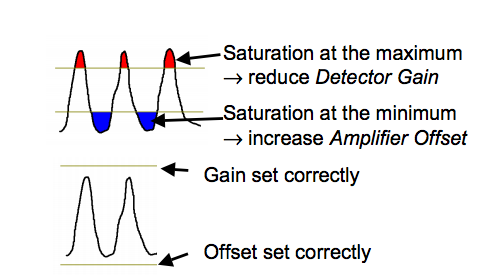 Saturation at the maximum
→ reduce Detector Gain
Saturation at the minimum
→ increase Amplifier Offset
Gain set correctly
Offset set correctly